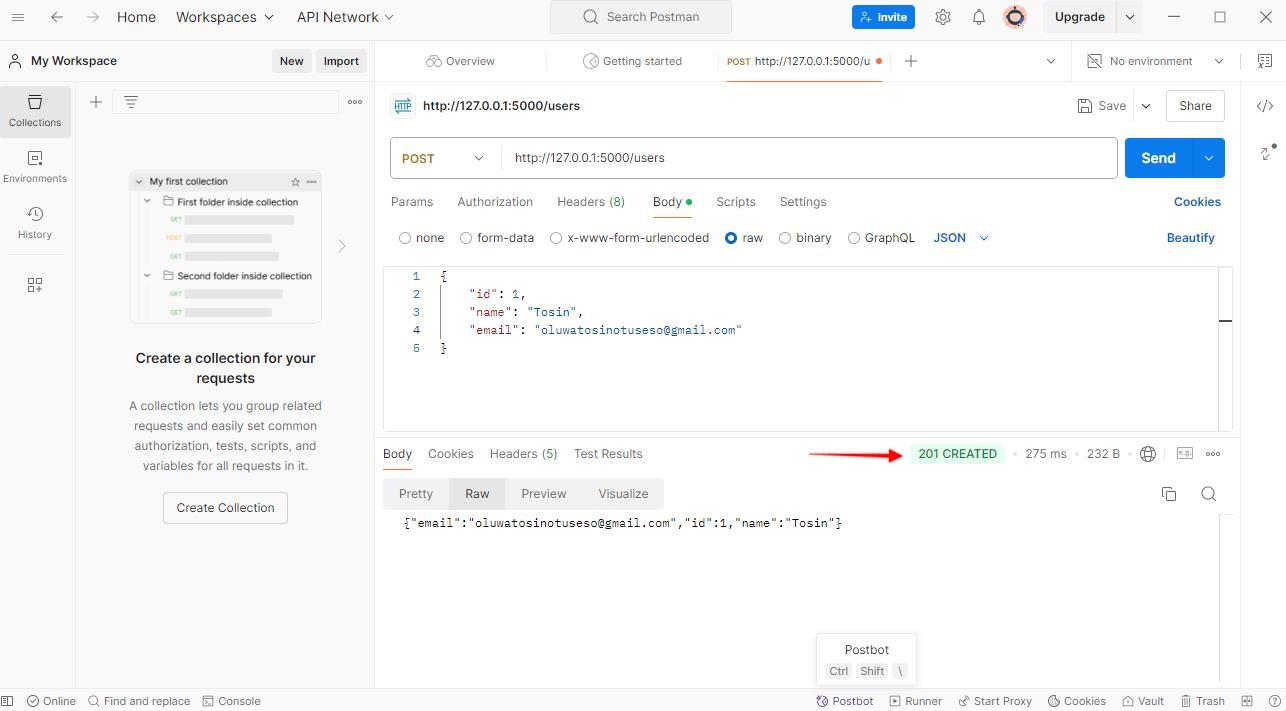 Home Workspaces API Network Search Postman Invite Upgrade
My Workspace New Import Overview Getting started POST http://127.0.0.1:5000/u No environment
Collections
Environments
History
My first collection
First folder inside collection
GET
POST
GET
Second folder inside collection
GET
GET
Create a collection for your
requests
A collection lets you group related
requests and easily set common
authorization, tests, scripts, and
variables for all requests in it.
Create Collection
HTTP http://127.0.0.1:5000/users Save Share
POST http://127.0.0.1:5000/users Send
Params Authorization Headers (8) Body Scripts Settings Cookies
none form-data x-www-form-urlencoded raw binary GraphQL JSON Beautify
1 {
2 "id": 1,
3 "name": "Tosin",
4 "email": "oluwatosinotuseso@gmail.com"
5 }
Body Cookies Headers (5) Test Results 201 CREATED 275 ms 232 B e.g.
Pretty Raw Preview Visualize
{"email":"oluwatosinotuseso@gmail.com","id":1,"name":"Tosin"}
Postbot
Ctrl Shift \
Online Find and replace Console Postbot Runner Start Proxy Cookies Vault Trash